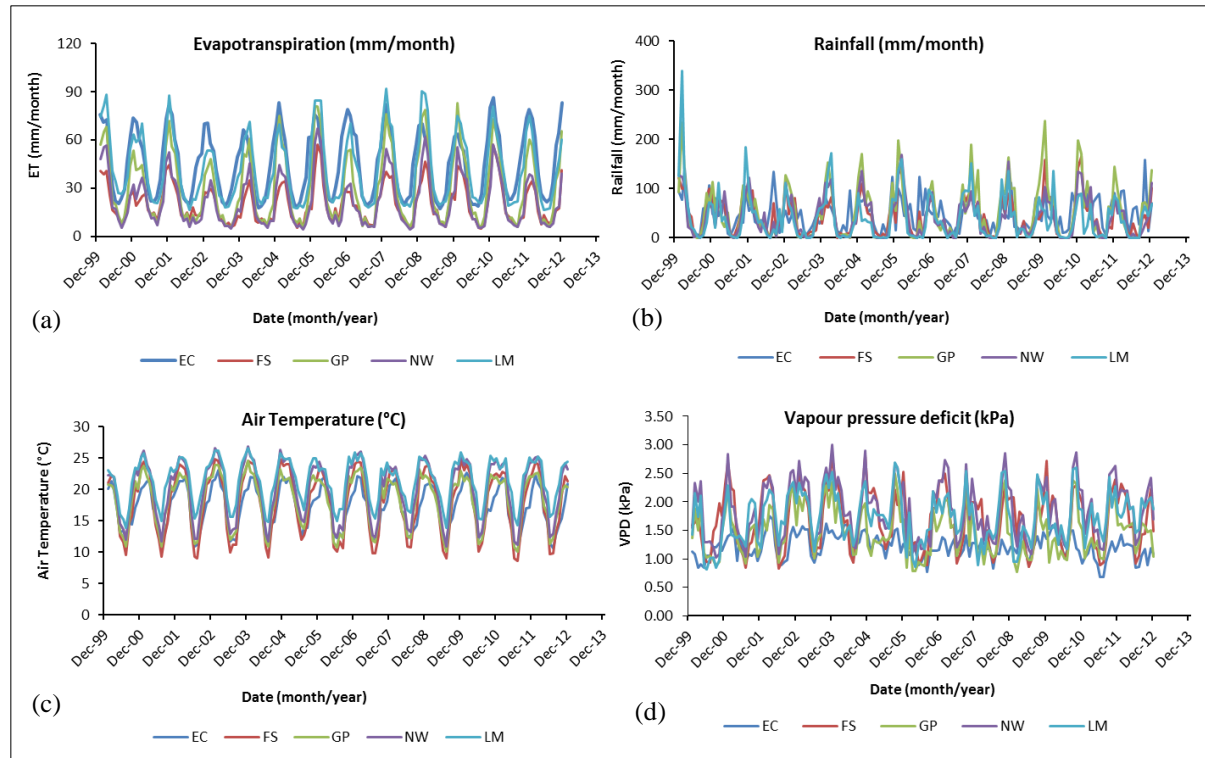 Evapotranspiration (mm/month)
120
90
60
30
0
ET (mm/month)
Dec-99
Dec-00
Dec-01
Dec-02
Dec-03
Dec-04
Dec-05
Dec-06
Dec-07
Dec-08
Dec-09
Dec-10
Dec-11
Dec-12
Dec-13
(a)
Date (month/year)
EC FS GP NW LM
Rainfall (mm/month)
400
300
200
100
0
Railfall (mm/month)
Dec-99
Dec-00
Dec-01
Dec-02
Dec-03
Dec-04
Dec-05
Dec-06
Dec-07
Dec-08
Dec-09
Dec-10
Dec-11
Dec-12
Dec-13
(b)
Date (month/year)
EC FS GP NW LM
Air Temperature (°C)
30
25
20
15
10
5
0
Air Temperature (°C)
Dec-99
Dec-00
Dec-01
Dec-02
Dec-03
Dec-04
Dec-05
Dec-06
Dec-07
Dec-08
Dec-09
Dec-10
Dec-11
Dec-12
Dec-13
(c)
Date (month/year)
EC FS GP NW LM
Vapour pressure deficit (kPa)
3.50
3.00
2.50
2.00
1.50
1.00
0.50
0.00
VPD (kPa)
Dec-99
Dec-00
Dec-01
Dec-02
Dec-03
Dec-04
Dec-05
Dec-06
Dec-07
Dec-08
Dec-09
Dec-10
Dec-11
Dec-12
Dec-13
Date (month/year)
(d)
EC FS GP NW LM